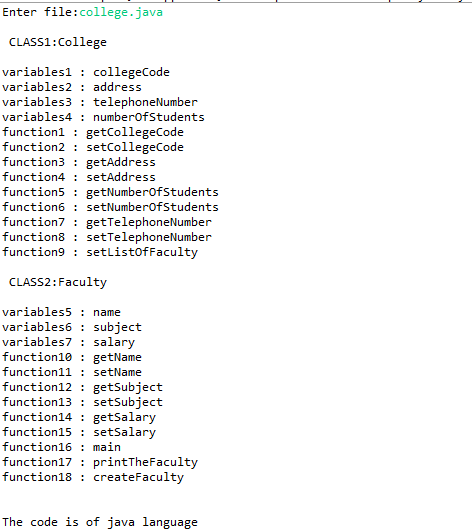 Enter file:college.java
CLASS1:College
variables1 : collegeCode
variables2 : address
variables3 : telephoneNumber
variables4 : numberOfStudents
function1 : getCollegeCode
function2 : setCollegeCode
function3 : getAddress
function4 : setAddress
function5 : getNumberOfStudents
function6 : setNumberOfStudents
function7 : getTelephoneNumber
function8 : setTelephoneNumber
function9 : setListOfFaculty
CLASS2:Faculty
variables5 : name
variables6 : subject
variables7 : salary
function10 : getName
function11 : setName
function12 : getSubject
function13 : setSubject
function14 : getSalary
function15 : setSalary
function16 : main
function17 : printTheFaculty
function18 : createFaculty
The code is of java language